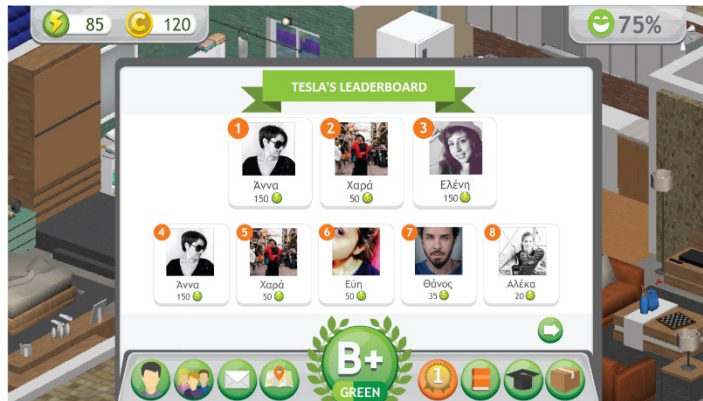 85
120
75%
TESLA'S LEADERBOARD
1
2
3
Άννα
Χαρά
Ελένη
150
50
150
4
5
6
7
8
Άννα
Χαρά
Εύη
Θάνος
Αλέκα
150
50
50
35
20
B+
GREEN
1